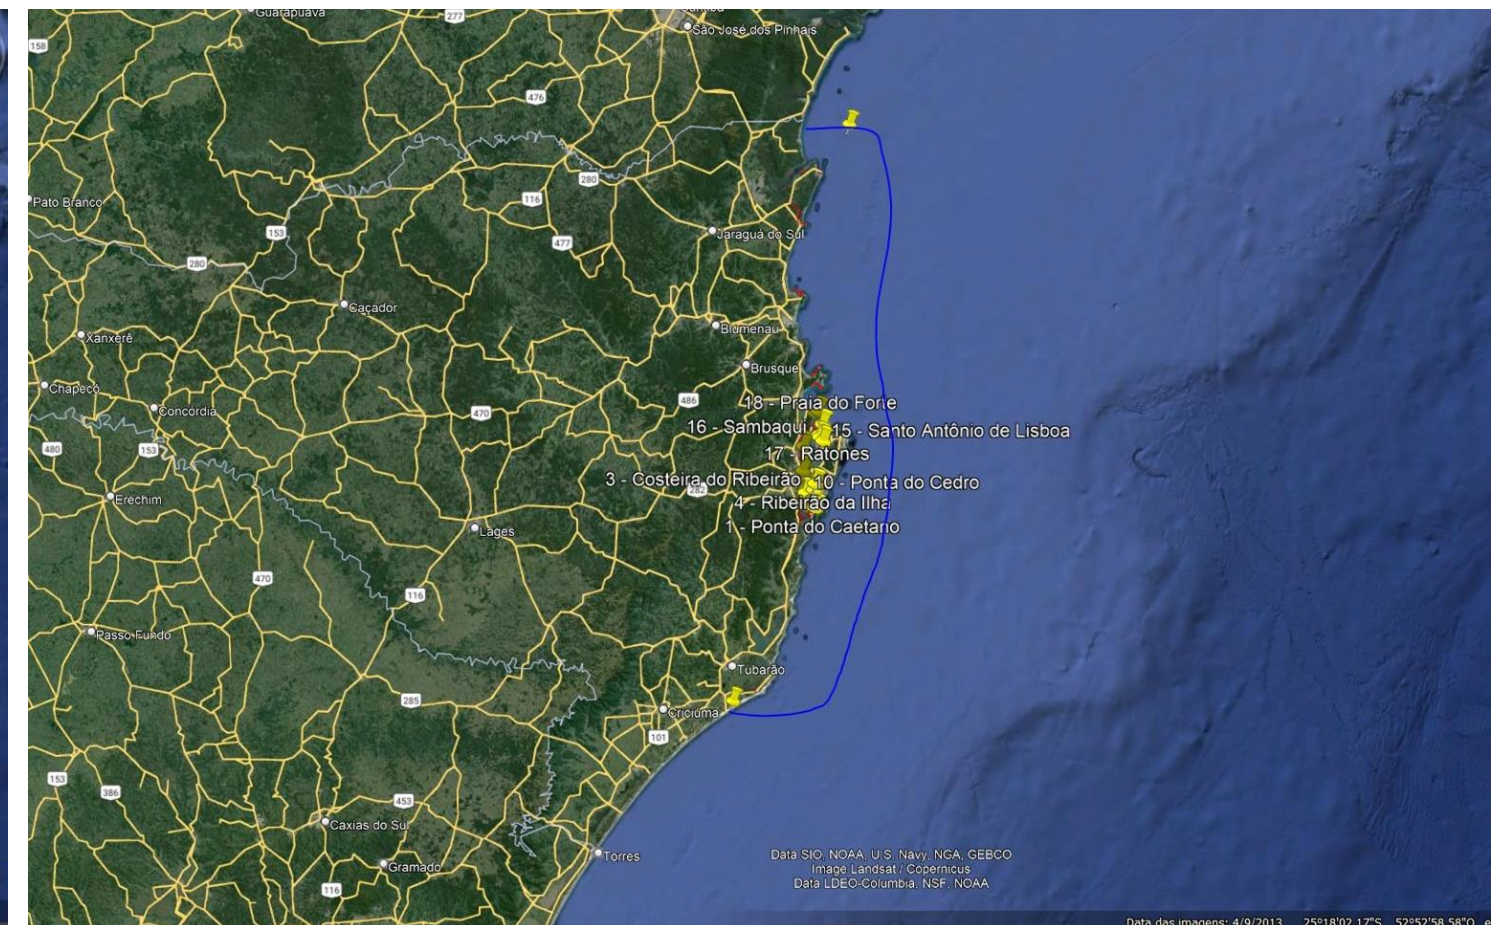 Guarapuava
277
São José dos Pinhais
158
476
280
116
Pato Branco
153
477
Jaraguá do Sul
280
Caçador
Blumenau
Xanxerê
Brusque
Chapecó
486
18 - Praia do Forte
Concórdia
470
16 - Sambaqui
15 - Santo Antônio de Lisboa
480
153
17 - Ratones
3 - Costeira do Ribeirão
10 - Ponta do Cedro
282
Erechim
4 - Ribeirão da Ilha
Lages
1 - Ponta do Caetano
470
116
Passo Fundo
Tubarão
285
Criciúma
101
153
386
453
Caxias do Sul
Torres
Gramado
116
Data SIO, NOAA, U.S. Navy, NGA, GEBCO
Image Landsat / Copernicus
Data LDEO-Columbia, NSF, NOAA
Data das imagens: 4/9/2013 25°18'02.17"S 52°52'58.58"O